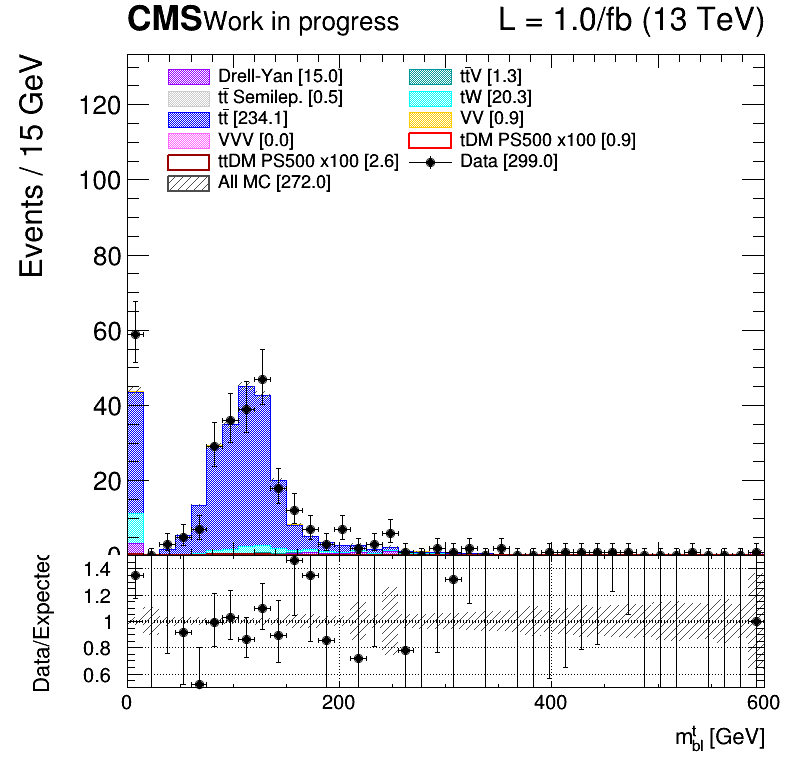 CMS Work in progress L = 1.0/fb (13 TeV)
Events / 15 GeV
Drell-Yan [15.0] tt̄V [1.3]
tt̄ Semilep. [0.5] tW [20.3]
tt̄ [234.1] VV [0.9]
VVV [0.0] tDM PS500 x100 [0.9]
ttDM PS500 x100 [2.6] Data [299.0]
All MC [272.0]
120
100
80
60
40
20
0
Data/Expected
1.4
1.2
1
0.8
0.6
0 200 400 600
m^t_bl [GeV]